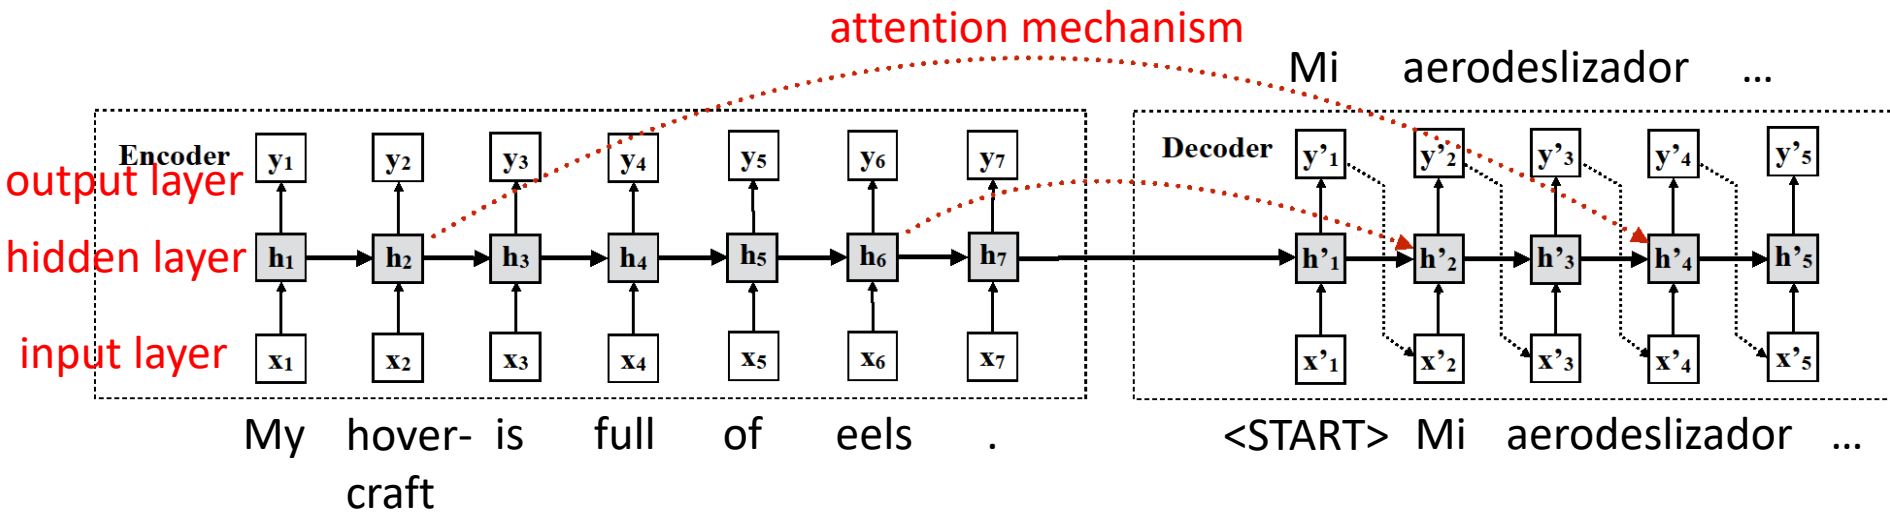 attention mechanism
Mi aerodeslizador ...
Encoder y1 y2 y3 y4 y5 y6 y7 Decoder y'1 y'2 y'3 y'4 y'5
output layer
hidden layer h1 h2 h3 h4 h5 h6 h7 h'1 h'2 h'3 h'4 h'5
input layer x1 x2 x3 x4 x5 x6 x7 x'1 x'2 x'3 x'4 x'5
My hover- is full of eels . <START> Mi aerodeslizador ...
craft